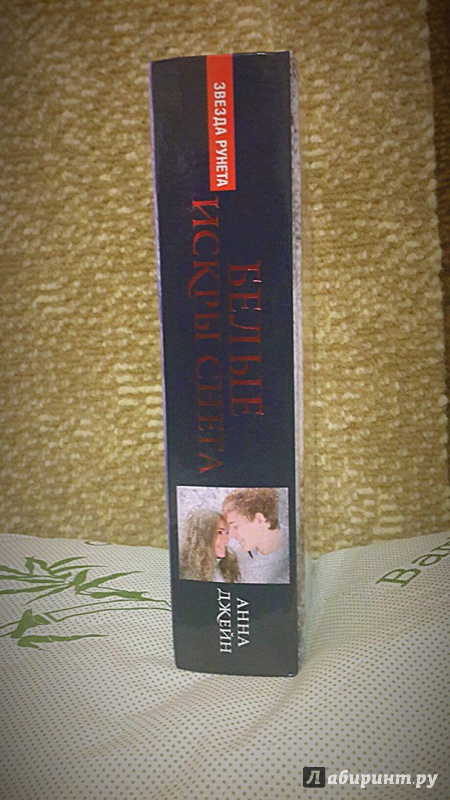 ЗВЕЗДА РУНЕТА
БЕЛЫЕ
ИСКРЫ СНЕГА
АННА
ДЖЕЙН
Лабиринт.ру